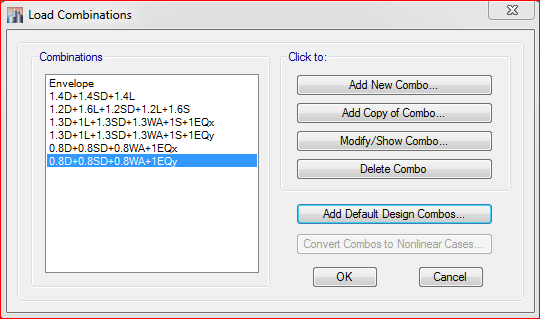 Load Combinations
Combinations
Envelope
1.4D+1.4SD+1.4L
1.2D+1.6L+1.2SD+1.2L+1.6S
1.3D+1L+1.3SD+1.3WA+1S+1EQx
1.3D+1L+1.3SD+1.3WA+1S+1EQy
0.8D+0.8SD+0.8WA+1EQx
0.8D+0.8SD+0.8WA+1EQy
Click to:
Add New Combo...
Add Copy of Combo...
Modify/Show Combo...
Delete Combo
Add Default Design Combos...
Convert Combos to Nonlinear Cases...
OK
Cancel